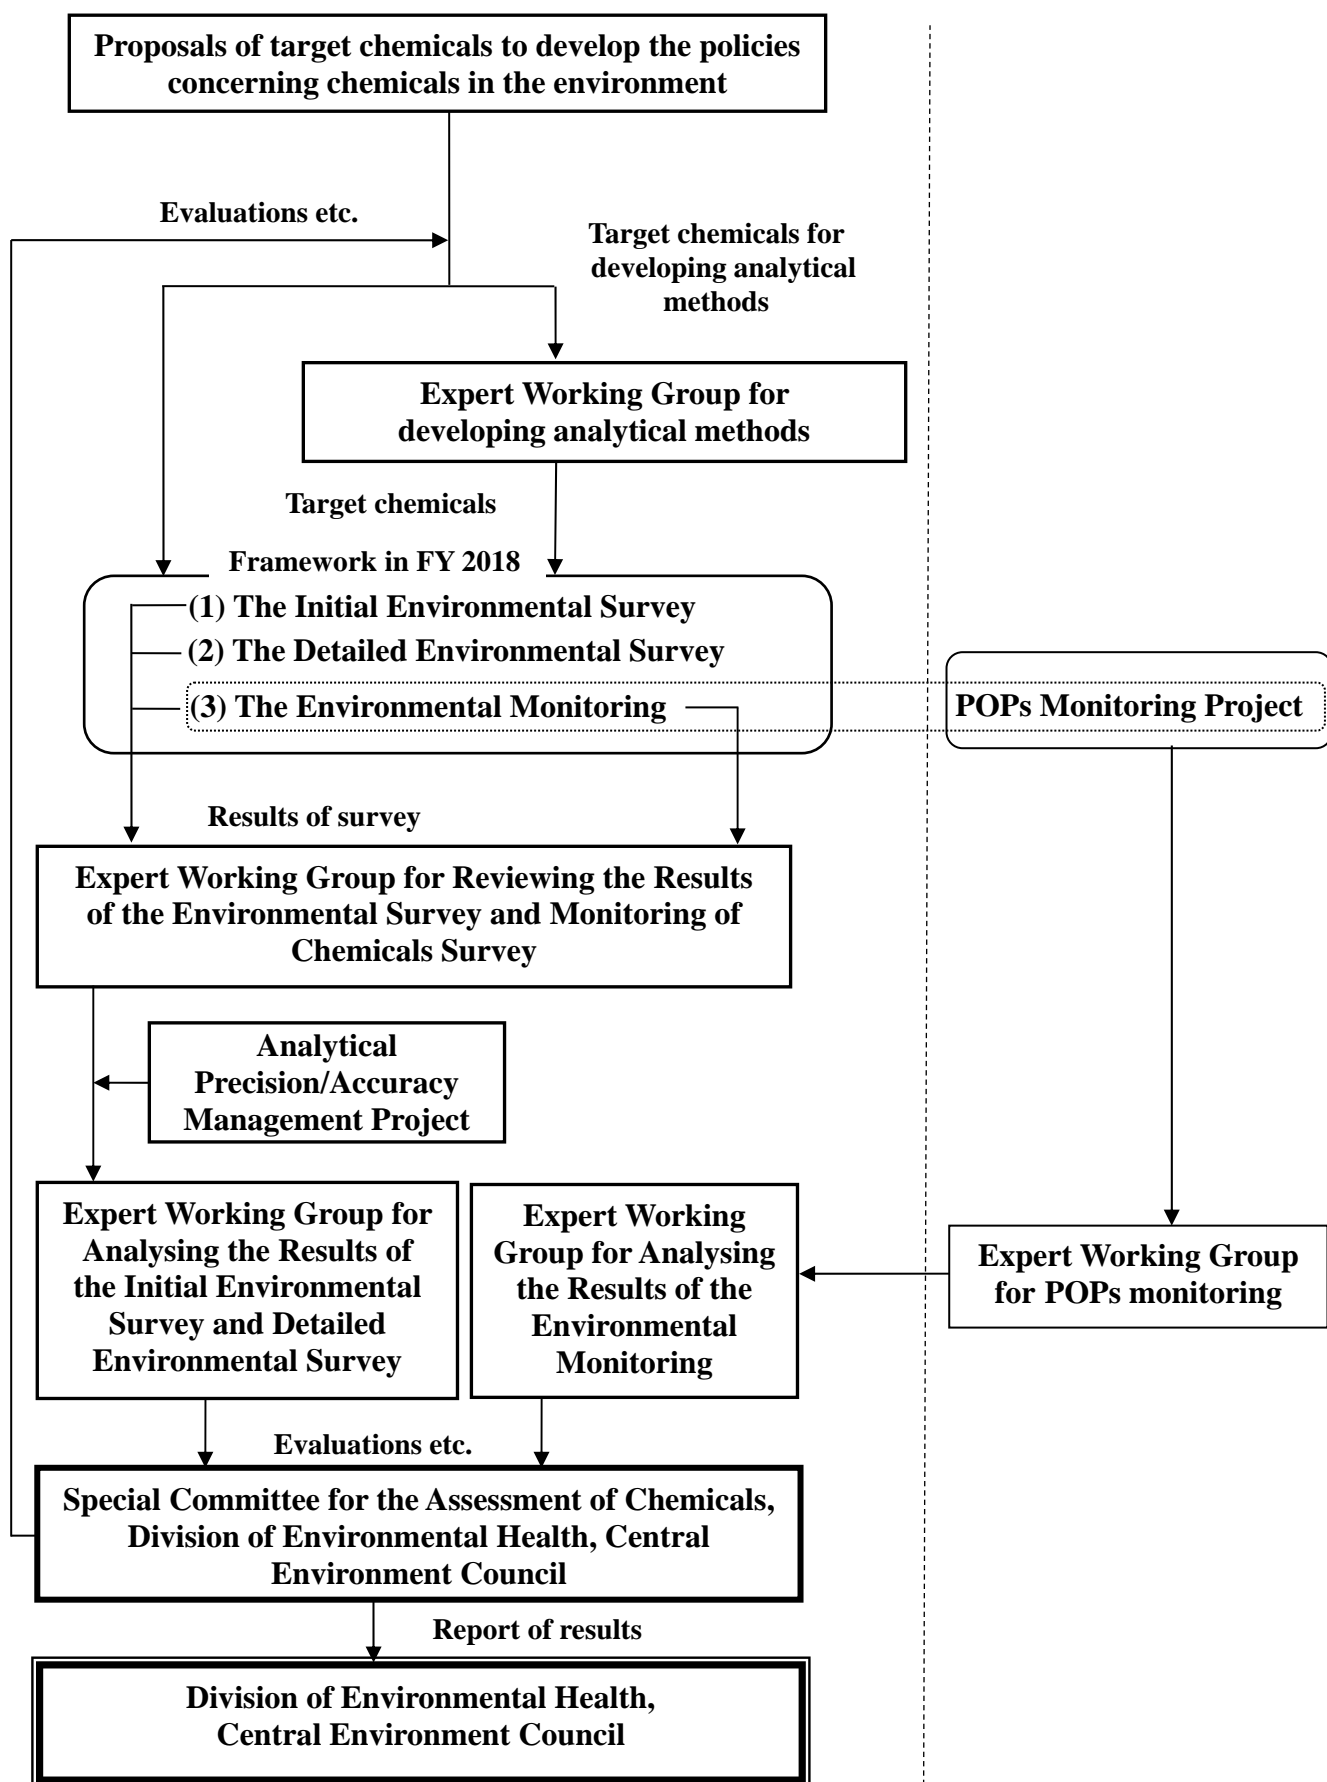 Proposals of target chemicals to develop the policies
concerning chemicals in the environment
Evaluations etc.
Target chemicals for
developing analytical
methods
Expert Working Group for
developing analytical methods
Target chemicals
Framework in FY 2018
(1) The Initial Environmental Survey
(2) The Detailed Environmental Survey
(3) The Environmental Monitoring
POPs Monitoring Project
Results of survey
Expert Working Group for Reviewing the Results
of the Environmental Survey and Monitoring of
Chemicals Survey
Analytical
Precision/Accuracy
Management Project
Expert Working Group for
Analysing the Results of
the Initial Environmental
Survey and Detailed
Environmental Survey
Expert Working
Group for Analysing
the Results of the
Environmental
Monitoring
Expert Working Group
for POPs monitoring
Evaluations etc.
Special Committee for the Assessment of Chemicals,
Division of Environmental Health, Central
Environment Council
Report of results
Division of Environmental Health,
Central Environment Council